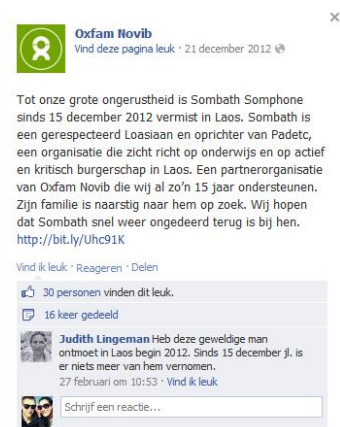 Oxfam Novib
Vind deze pagina leuk · 21 december 2012
Tot onze grote ongerustheid is Sombath Somphone
sinds 15 december 2012 vermist in Laos. Sombath is
een gerespecteerd Loasiaan en oprichter van Padetc,
een organisatie die zicht richt op onderwijs en op actief
en kritisch burgerschap in Laos. Een partnerorganisatie
van Oxfam Novib die wij al zo'n 15 jaar ondersteunen.
Zijn familie is naarstig naar hem op zoek. Wij hopen
dat Sombath snel weer ongedeerd terug is bij hen.
http://bit.ly/Uhc91K
Vind ik leuk · Reageren · Delen
30 personen vinden dit leuk.
16 keer gedeeld
Judith Lingeman Heb deze geweldige man
ontmoet in Laos begin 2012. Sinds 15 december jl. is
er niets meer van hem vernomen.
27 februari om 10:53 · Vind ik leuk
Schrijf een reactie...